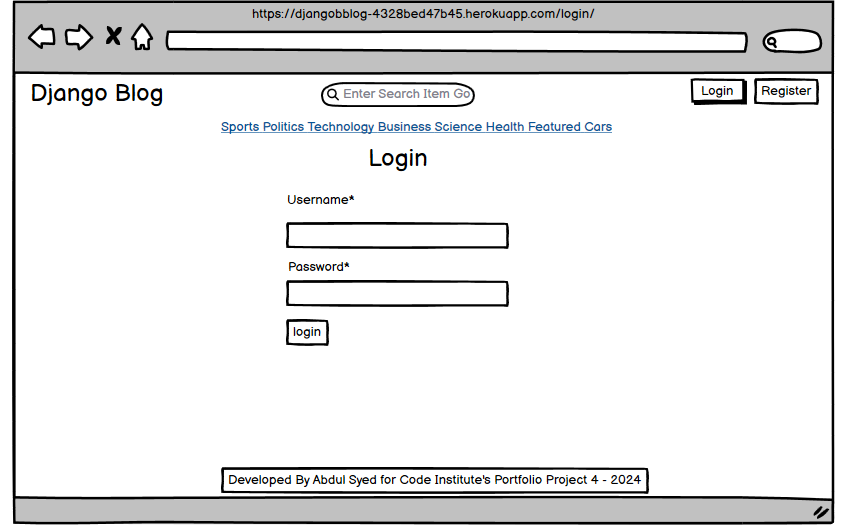 https://djangobblog-4328bed47b45.herokuapp.com/login/
Django Blog
Enter Search Item Go
Login
Register
Sports Politics Technology Business Science Health Featured Cars
Login
Username*
Password*
login
Developed By Abdul Syed for Code Institute's Portfolio Project 4 - 2024